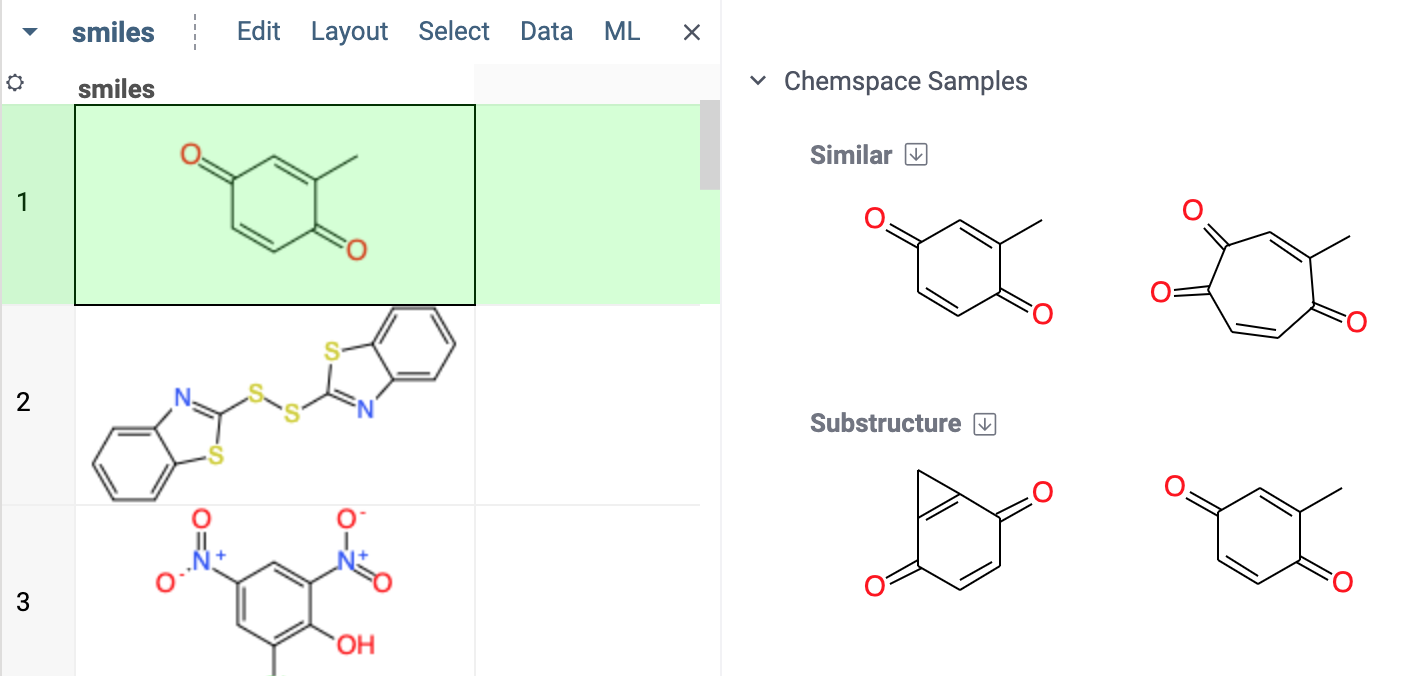 smiles Edit Layout Select Data ML ×
smiles
1
O
O
2
S
N
S
S
N
S
3
O
O-
N+
N+
O-
O
OH
Chemspace Samples
Similar
O
O
O
O
O
Substructure
O
O
O
O